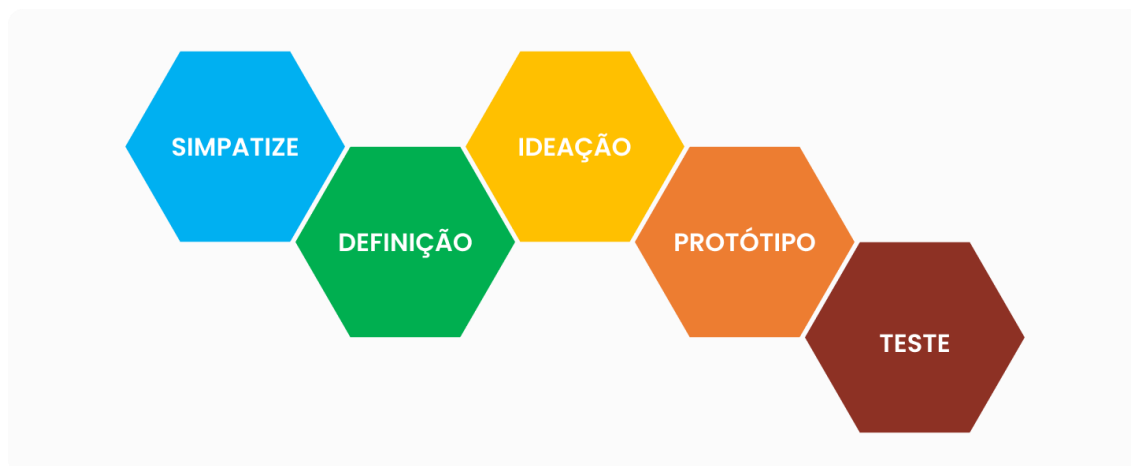 SIMPATIZE
DEFINIÇÃO
IDEAÇÃO
PROTÓTIPO
TESTE